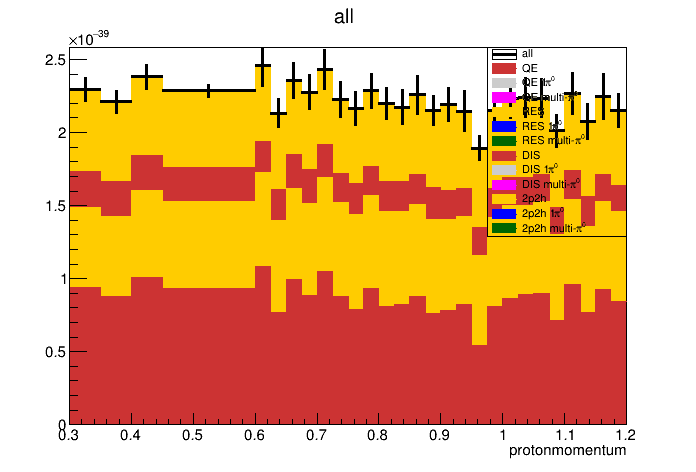 all
×10⁻³⁹
2.5
2
1.5
1
0.5
0
0.3 0.4 0.5 0.6 0.7 0.8 0.9 1 1.1 1.2
protonmomentum
all
QE
QE 1π⁰
QE multi-π⁰
RES
RES 1π⁰
RES multi-π⁰
DIS
DIS 1π⁰
DIS multi-π⁰
2p2h
2p2h 1π⁰
2p2h multi-π⁰